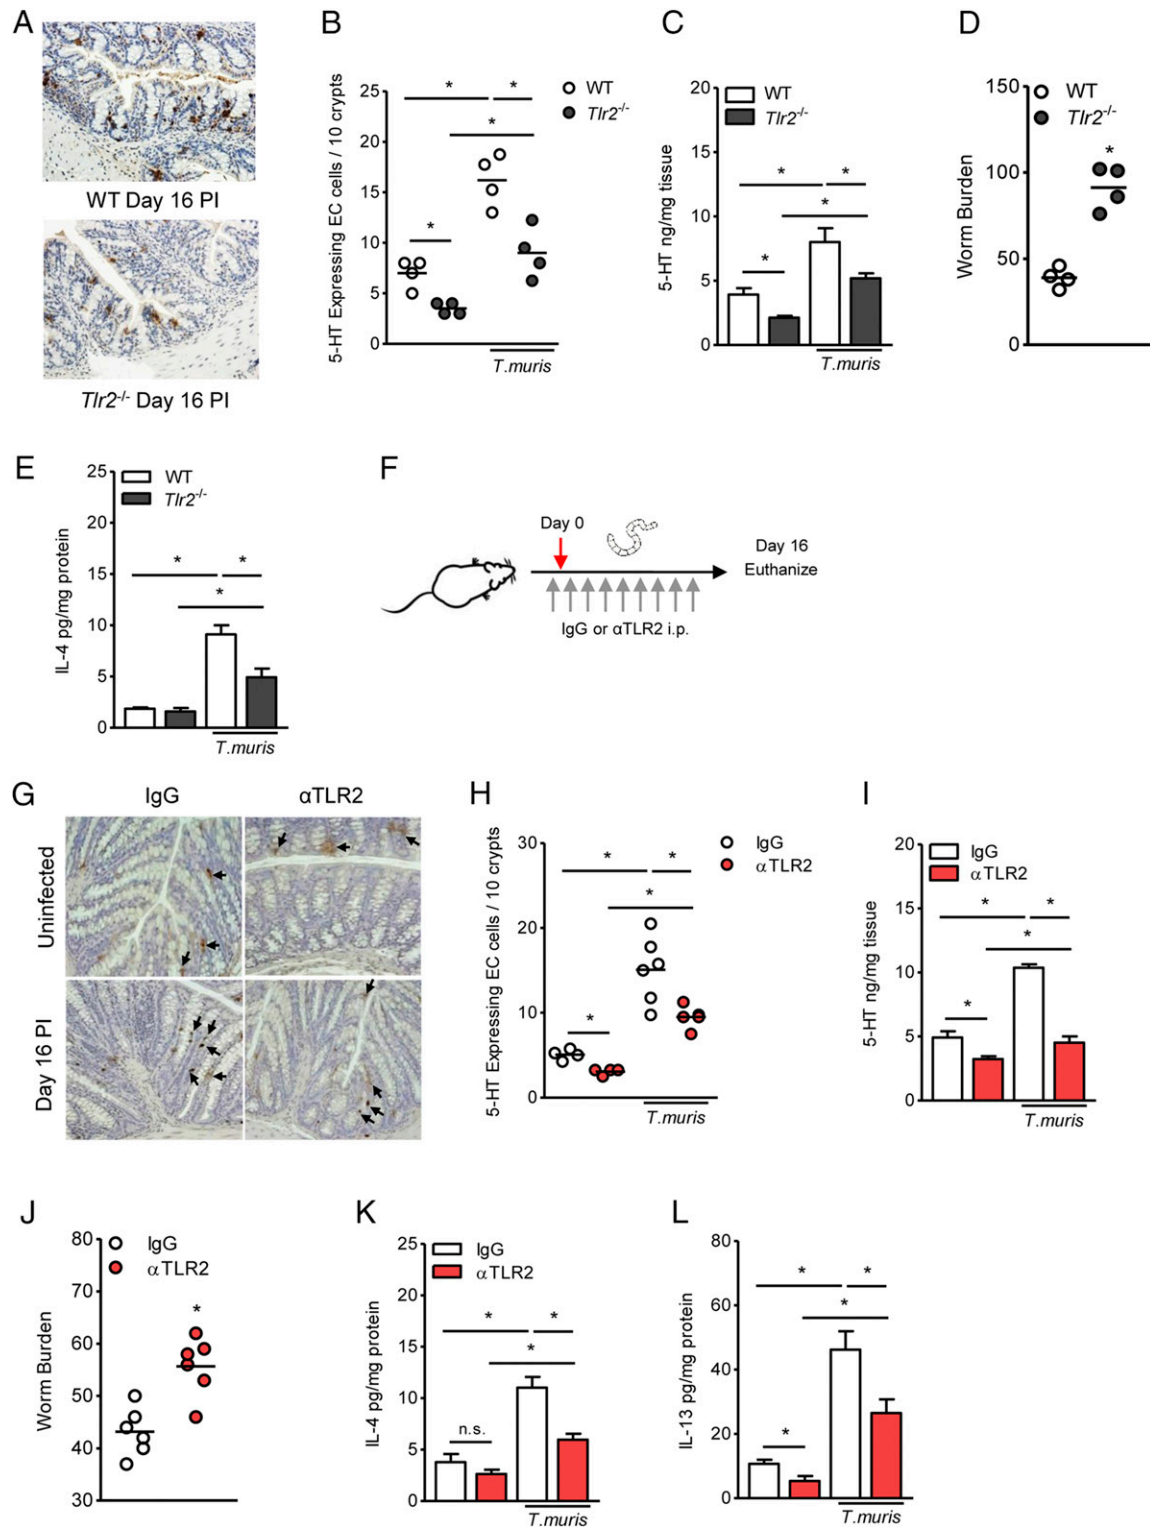 A
WT Day 16 PI
Tlr2-/- Day 16 PI
B
WT
Tlr2-/-
5-HT Expressing EC cells / 10 crypts
25
20
15
10
5
0
* *
*
*
T.muris
C
WT
Tlr2-/-
5-HT ng/mg tissue
20
15
10
5
0
* *
*
*
T.muris
D
WT
Tlr2-/-
*
Worm Burden
150
100
50
0
E
WT
Tlr2-/-
IL-4 pg/mg protein
25
20
15
10
5
0
* *
*
T.muris
F
Day 0
Day 16
Euthanize
IgG or αTLR2 i.p.
G
IgG αTLR2
Uninfected
Day 16 PI
H
IgG
αTLR2
5-HT Expressing EC cells / 10 crypts
30
20
10
0
* *
*
*
T.muris
I
IgG
αTLR2
5-HT ng/mg tissue
20
15
10
5
0
* *
*
*
T.muris
J
IgG
αTLR2
*
Worm Burden
80
70
60
50
40
30
K
IgG
αTLR2
IL-4 pg/mg protein
25
20
15
10
5
0
* *
*
n.s.
T.muris
L
IgG
αTLR2
IL-13 pg/mg protein
80
60
40
20
0
* *
*
*
T.muris